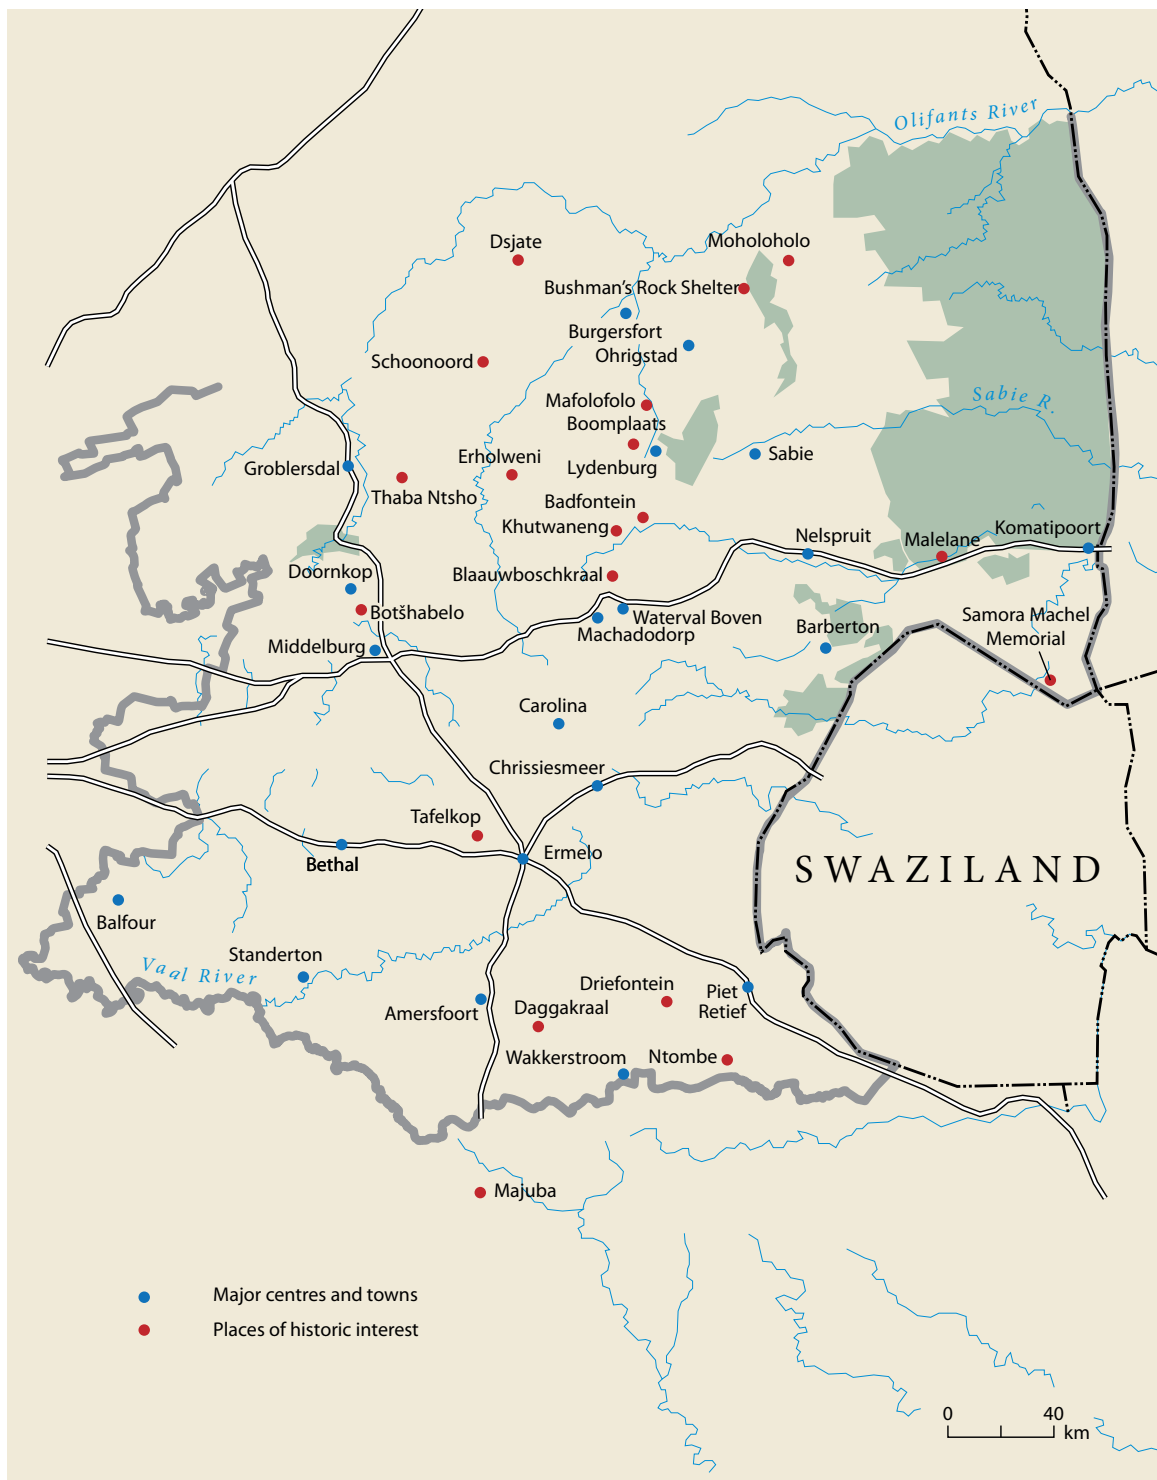 Olifants River
Dsjate
Moholoholo
Bushman's Rock Shelter
Burgersfort
Ohrigstad
Schoonoord
Sabie R.
Mafolofolo
Boomplaats
Groblersdal
Erholweni
Lydenburg
Sabie
Thaba Ntsho
Badfontein
Khutwaneng
Nelspruit
Malelane
Komatipoort
Doornkop
Blaauwboschkraal
Botšhabelo
Waterval Boven
Machadodorp
Barberton
Samora Machel
Memorial
Middelburg
Carolina
Chrissiesmeer
Tafelkop
Ermelo
Bethal
SWAZILAND
Balfour
Standerton
Vaal River
Driefontein
Piet
Retief
Amersfoort
Daggakraal
Wakkerstroom
Ntombe
Majuba
Major centres and towns
Places of historic interest
0 40
km